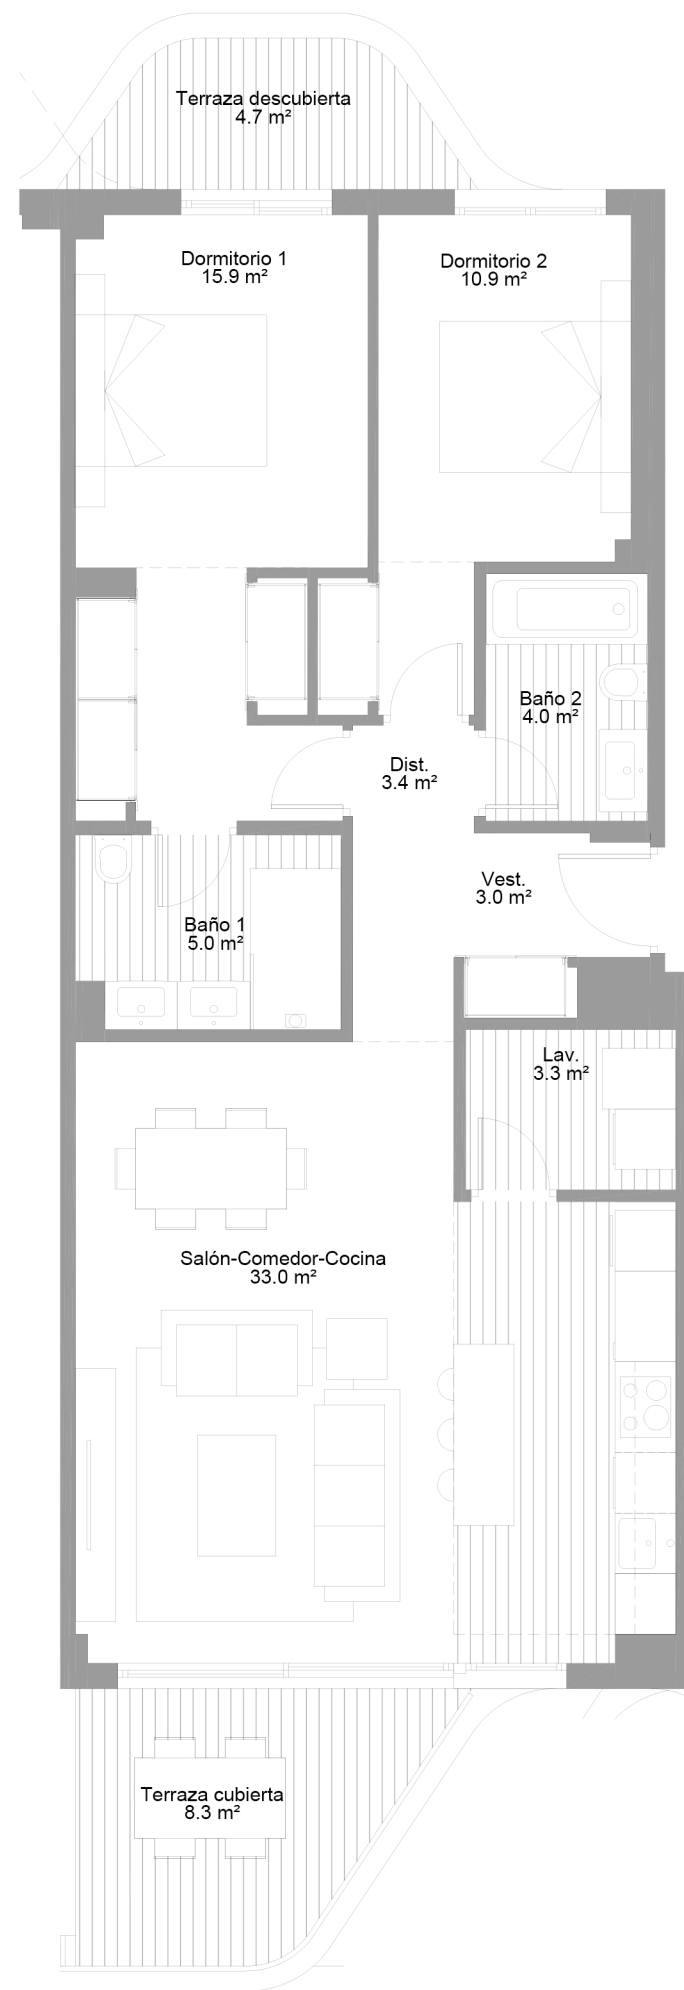 Terraza descubierta
4.7 m²
Dormitorio 1
15.9 m²
Dormitorio 2
10.9 m²
Baño 2
4.0 m²
Dist.
3.4 m²
Vest.
3.0 m²
Baño 1
5.0 m²
Lav.
3.3 m²
Salón-Comedor-Cocina
33.0 m²
Terraza cubierta
8.3 m²